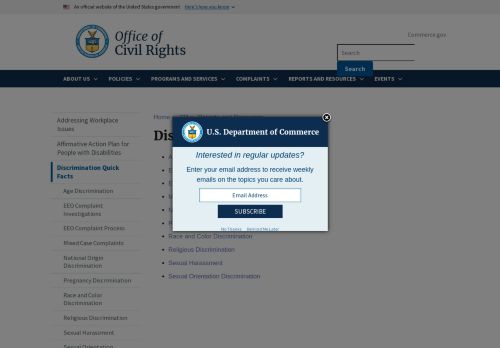 An official website of the United States government   Here's how you know
Office of
Civil Rights
Commerce.gov
Search
Search
ABOUT US   POLICIES   PROGRAMS AND SERVICES   COMPLAINTS   REPORTS AND RESOURCES   EVENTS
Addressing Workplace
Issues
Affirmative Action Plan for
People with Disabilities
Discrimination Quick
Facts
Age Discrimination
EEO Complaint
Investigations
EEO Complaint Process
Mixed Case Complaints
National Origin
Discrimination
Pregnancy Discrimination
Race and Color
Discrimination
Religious Discrimination
Sexual Harassment
Sexual Orientation
Home
U.S. Department of Commerce
Interested in regular updates?
Enter your email address to receive weekly
emails on the topics you care about.
Email Address
SUBSCRIBE
No Thanks   Remind Me Later
Race and Color Discrimination
Religious Discrimination
Sexual Harassment
Sexual Orientation Discrimination